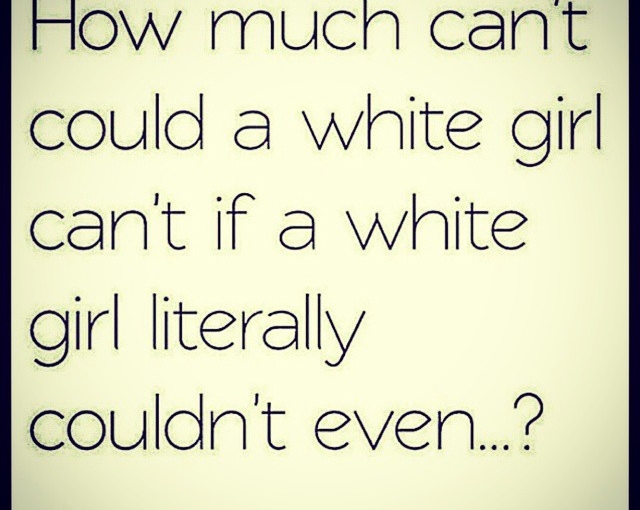 How much can't
could a white girl
can't if a white
girl literally
couldn't even...?